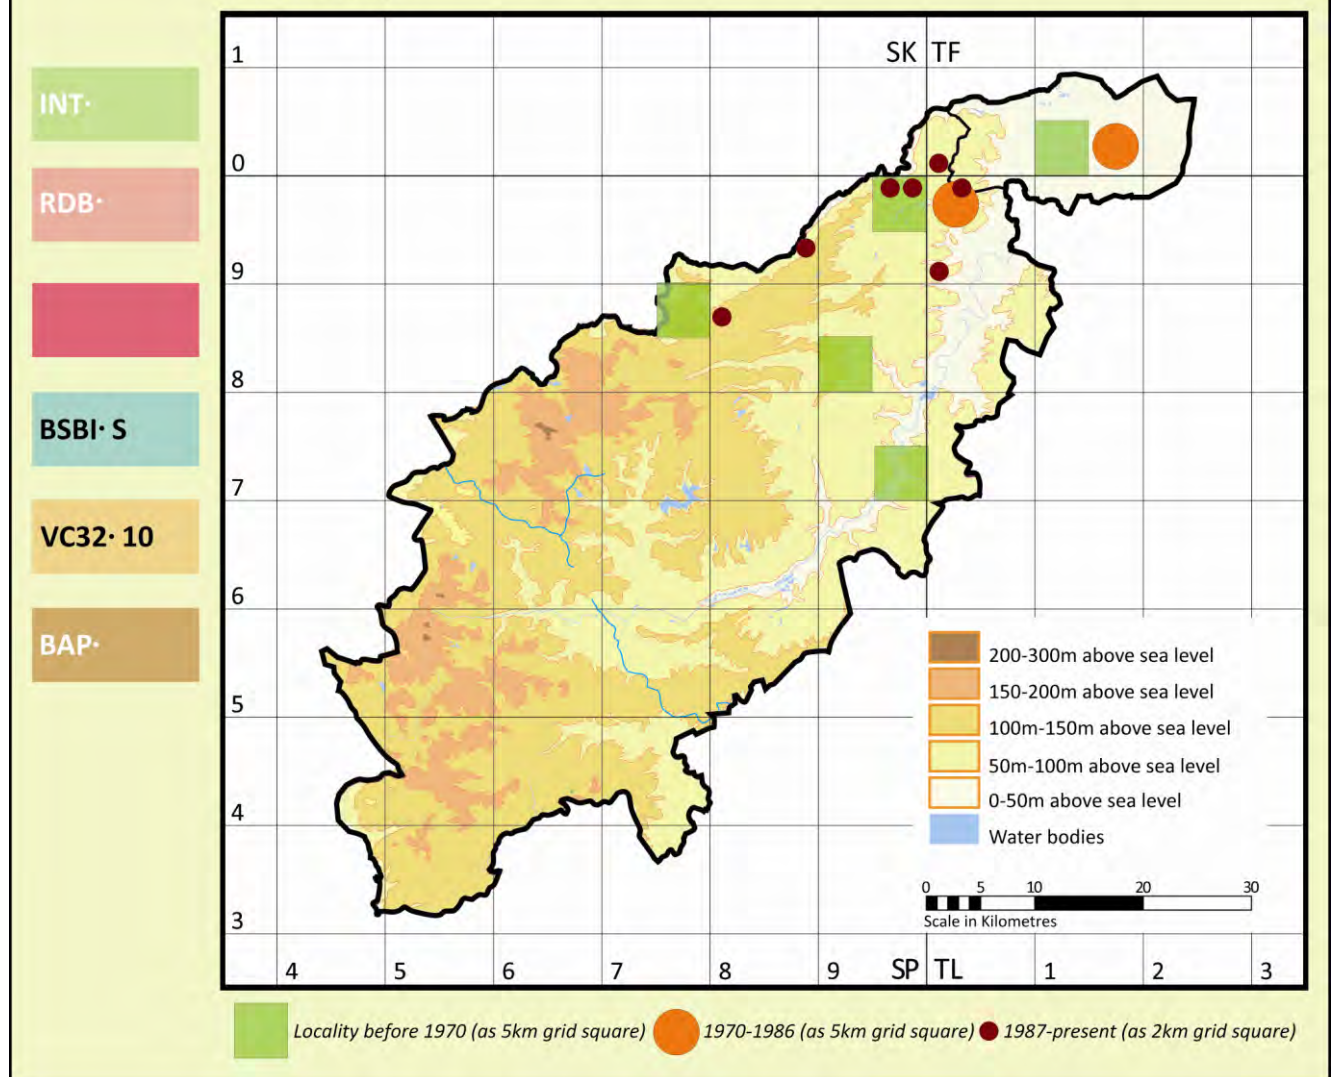 INT·
RDB·
BSBI· S
VC32· 10
BAP·
SK TF
1
0
9
8
7
6
5
4
3
4 5 6 7 8 9 SP TL 1 2 3
200-300m above sea level
150-200m above sea level
100m-150m above sea level
50m-100m above sea level
0-50m above sea level
Water bodies
0 5 10 20 30
Scale in Kilometres
Locality before 1970 (as 5km grid square) 1970-1986 (as 5km grid square) 1987-present (as 2km grid square)